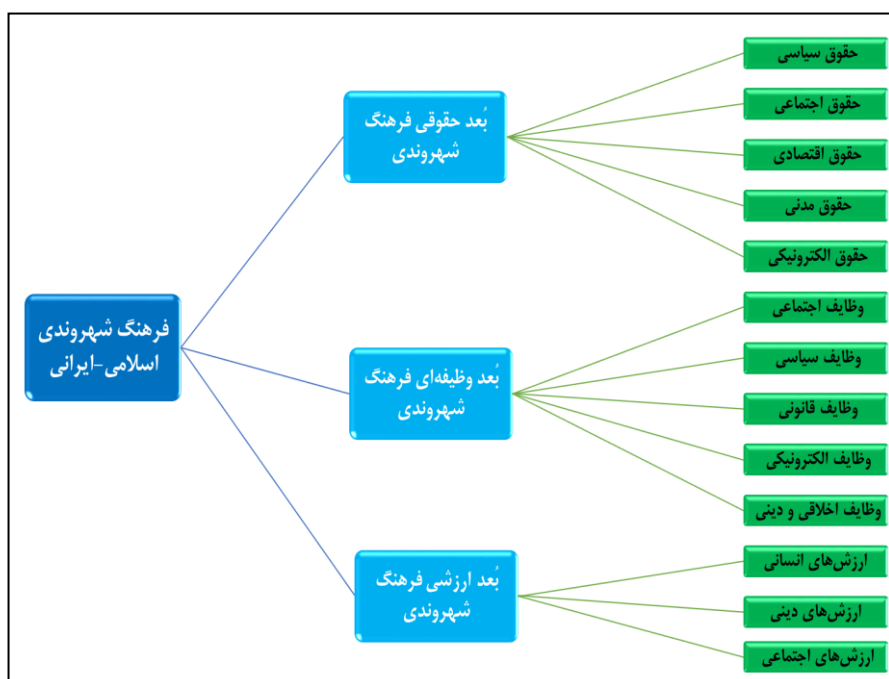 فرهنگ شهروندی
اسلامی-ایرانی
بُعد حقوقی فرهنگ
شهروندی
حقوق سیاسی
حقوق اجتماعی
حقوق اقتصادی
حقوق مدنی
حقوق الکترونیکی
بُعد وظیفه‌ای فرهنگ
شهروندی
وظایف اجتماعی
وظایف سیاسی
وظایف قانونی
وظایف الکترونیکی
وظایف اخلاقی و دینی
بُعد ارزشی فرهنگ
شهروندی
ارزش‌های انسانی
ارزش‌های دینی
ارزش‌های اجتماعی